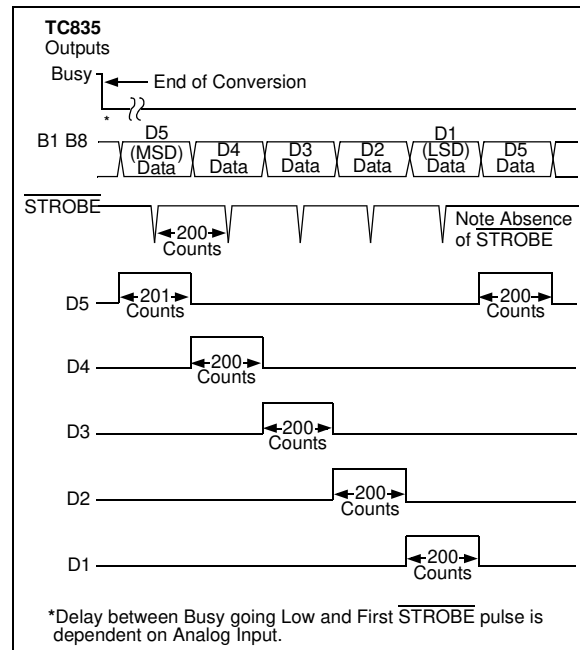 TC835
Outputs
Busy
End of Conversion
*
B1 B8
D5
(MSD)
Data
D4
Data
D3
Data
D2
Data
D1
(LSD)
Data
D5
Data
STROBE
200
Counts
Note Absence
of STROBE
D5
201
Counts
200
Counts
D4
200
Counts
D3
200
Counts
D2
200
Counts
D1
200
Counts
*Delay between Busy going Low and First STROBE pulse is
dependent on Analog Input.